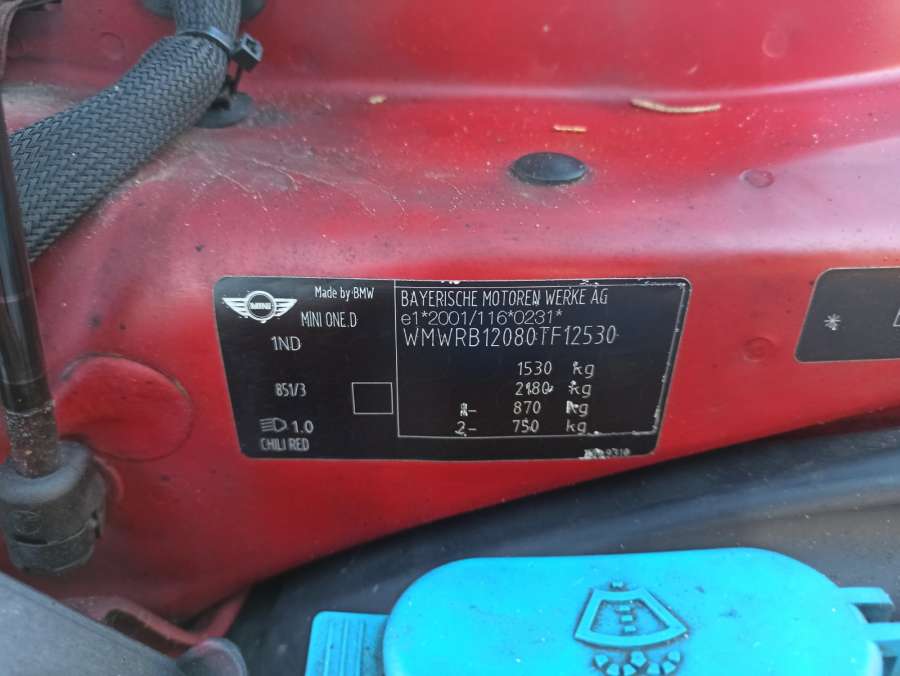 MINI
Made by BMW
MINI ONE.D
1ND
851/3
1.0
CHILI RED
BAYERISCHE MOTOREN WERKE AG
e1*2001/116*0231*
WMWRB12080TF12530
1530 kg
2180 kg
870 kg
2- 750 kg
*